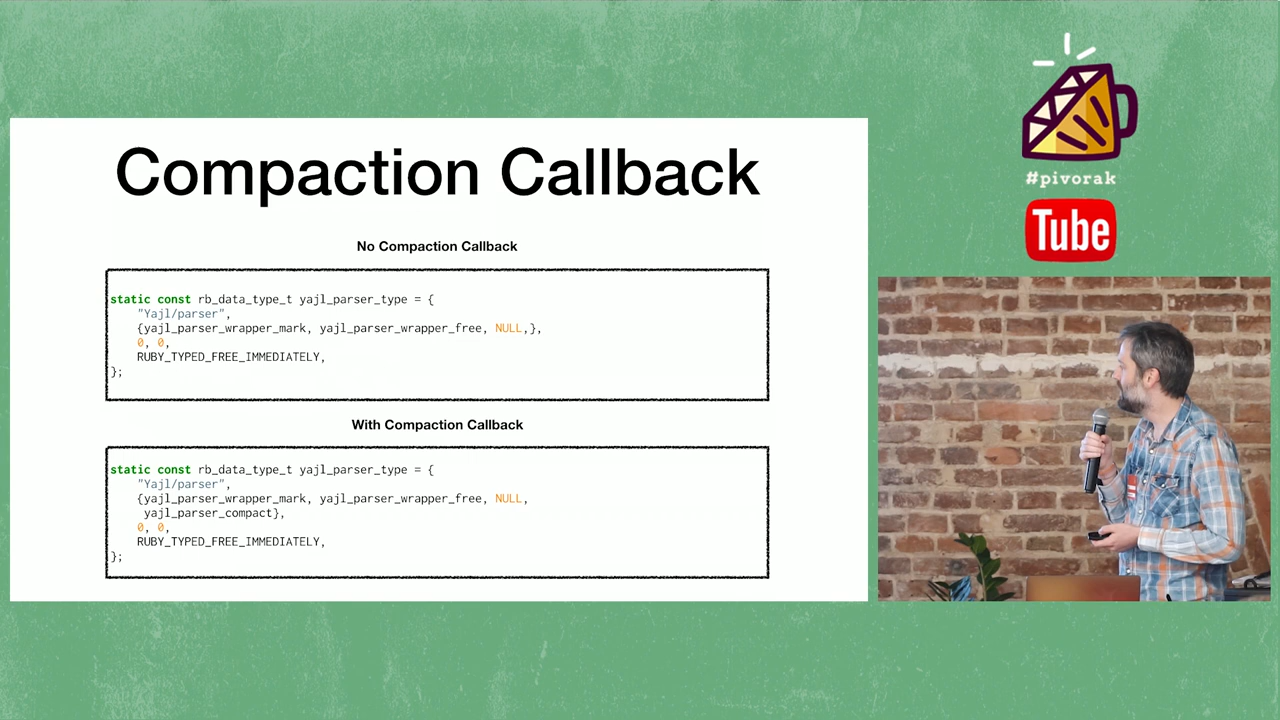 Compaction Callback
No Compaction Callback
static const rb_data_type_t yajl_parser_type = {
"Yajl/parser",
{yajl_parser_wrapper_mark, yajl_parser_wrapper_free, NULL,},
0, 0,
RUBY_TYPED_FREE_IMMEDIATELY,
};
With Compaction Callback
static const rb_data_type_t yajl_parser_type = {
"Yajl/parser",
{yajl_parser_wrapper_mark, yajl_parser_wrapper_free, NULL,
yajl_parser_compact},
0, 0,
RUBY_TYPED_FREE_IMMEDIATELY,
};
#pivorak
Tube